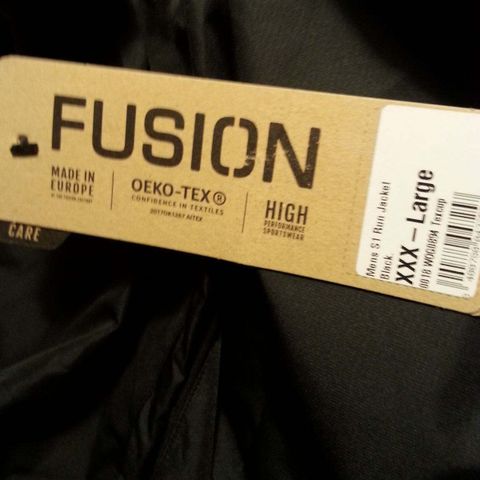 FUSION
MADE IN
EUROPE
OEKO-TEX®
CONFIDENCE IN TEXTILES
HIGH
PERFORMANCE
SPORTSWEAR
CARE
Mens S1 Run Jacket
Black
XXX – Large